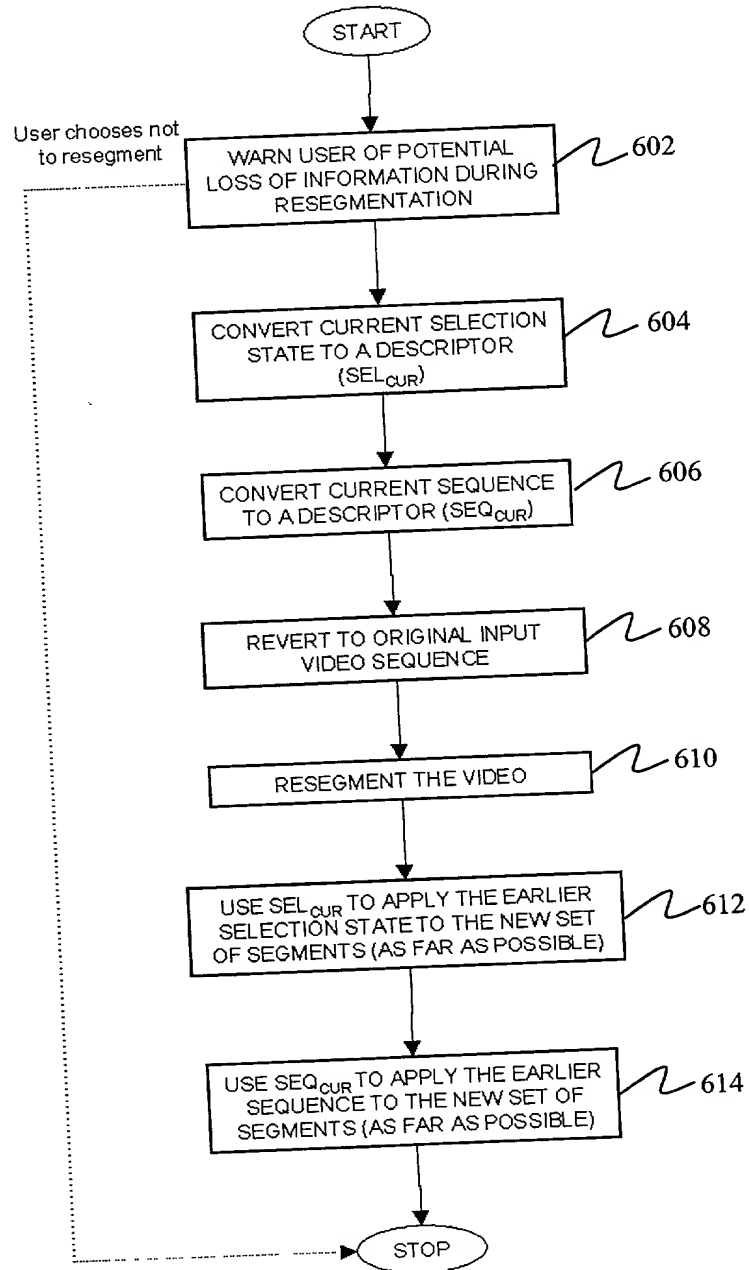 START
User chooses not
to resegment
WARN USER OF POTENTIAL
LOSS OF INFORMATION DURING
RESEGMENTATION
602
CONVERT CURRENT SELECTION
STATE TO A DESCRIPTOR
(SEL_CUR)
604
CONVERT CURRENT SEQUENCE
TO A DESCRIPTOR (SEQ_CUR)
606
REVERT TO ORIGINAL INPUT
VIDEO SEQUENCE
608
RESEGMENT THE VIDEO
610
USE SEL_CUR TO APPLY THE EARLIER
SELECTION STATE TO THE NEW SET
OF SEGMENTS (AS FAR AS POSSIBLE)
612
USE SEQ_CUR TO APPLY THE EARLIER
SEQUENCE TO THE NEW SET OF
SEGMENTS (AS FAR AS POSSIBLE)
614
STOP